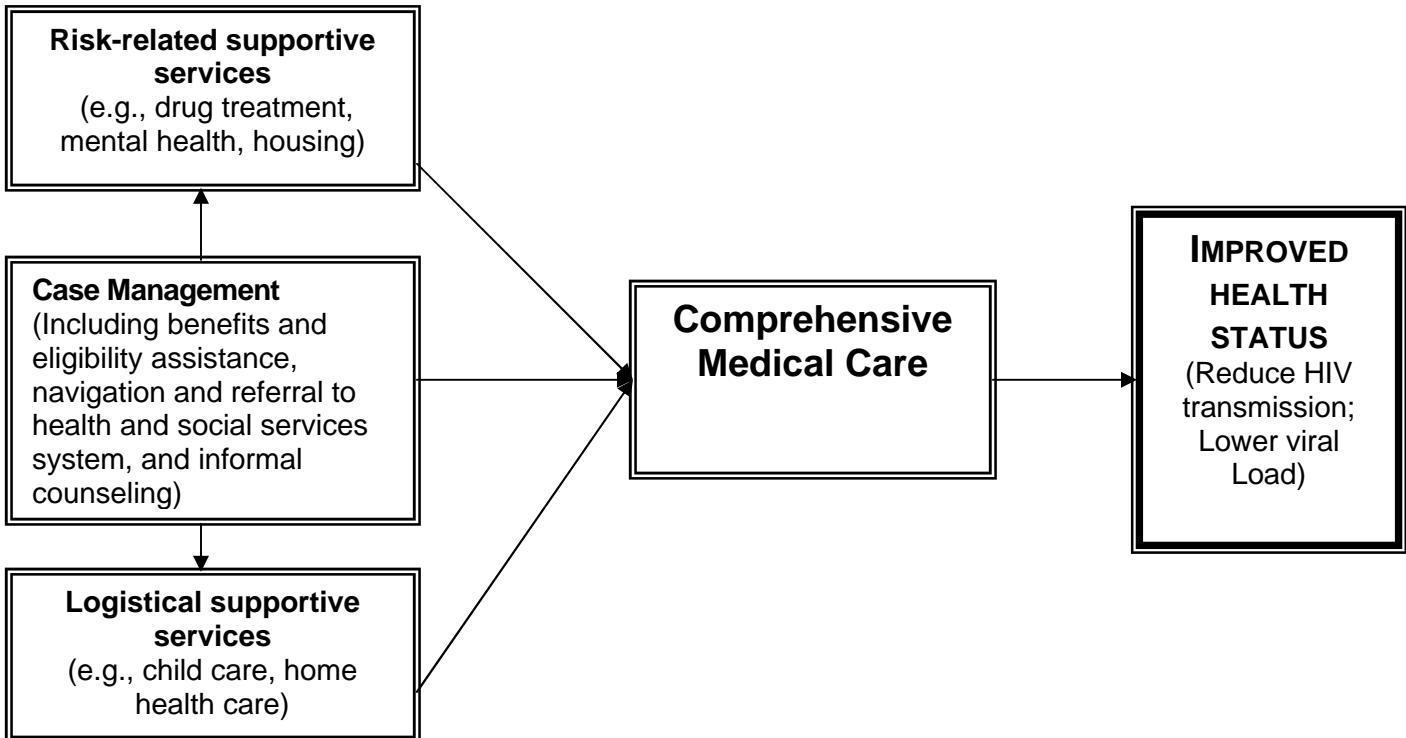 Risk-related supportive
services
(e.g., drug treatment,
mental health, housing)
Case Management
(Including benefits and
eligibility assistance,
navigation and referral to
health and social services
system, and informal
counseling)
Logistical supportive
services
(e.g., child care, home
health care)
Comprehensive
Medical Care
IMPROVED
HEALTH
STATUS
(Reduce HIV
transmission;
Lower viral
Load)